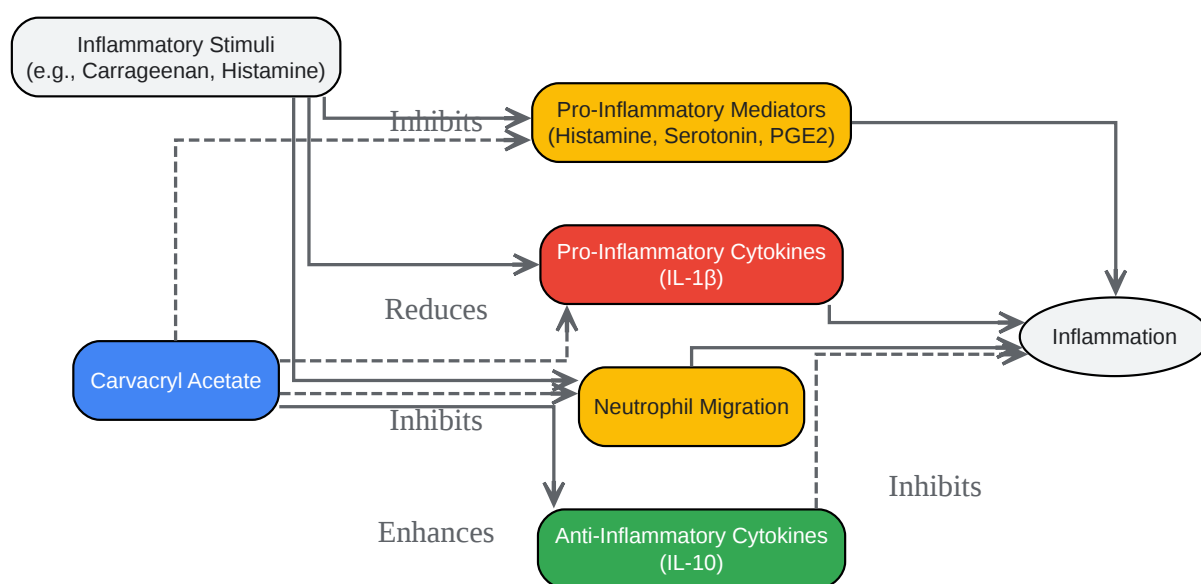 Inflammatory Stimuli
(e.g., Carrageenan, Histamine)
Inhibits
Pro-Inflammatory Mediators
(Histamine, Serotonin, PGE2)
Pro-Inflammatory Cytokines
(IL-1β)
Reduces
Inflammation
Carvacryl Acetate
Neutrophil Migration
Inhibits
Inhibits
Enhances
Anti-Inflammatory Cytokines
(IL-10)